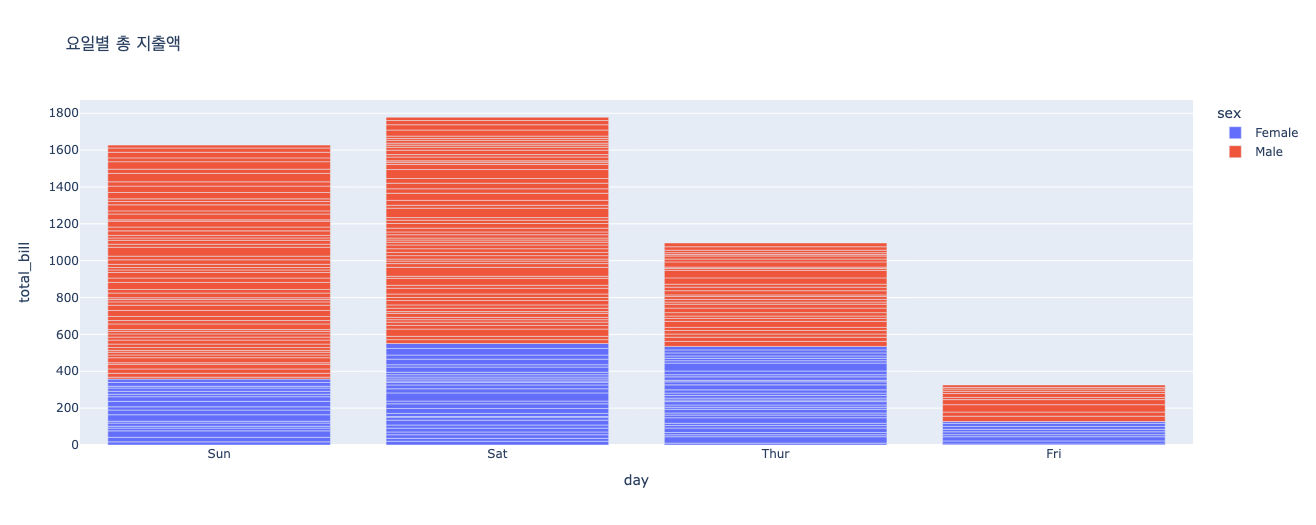 요일별 총 지출액
sex
Female
Male
total_bill
1800
1600
1400
1200
1000
800
600
400
200
0
Sun Sat Thur Fri
day